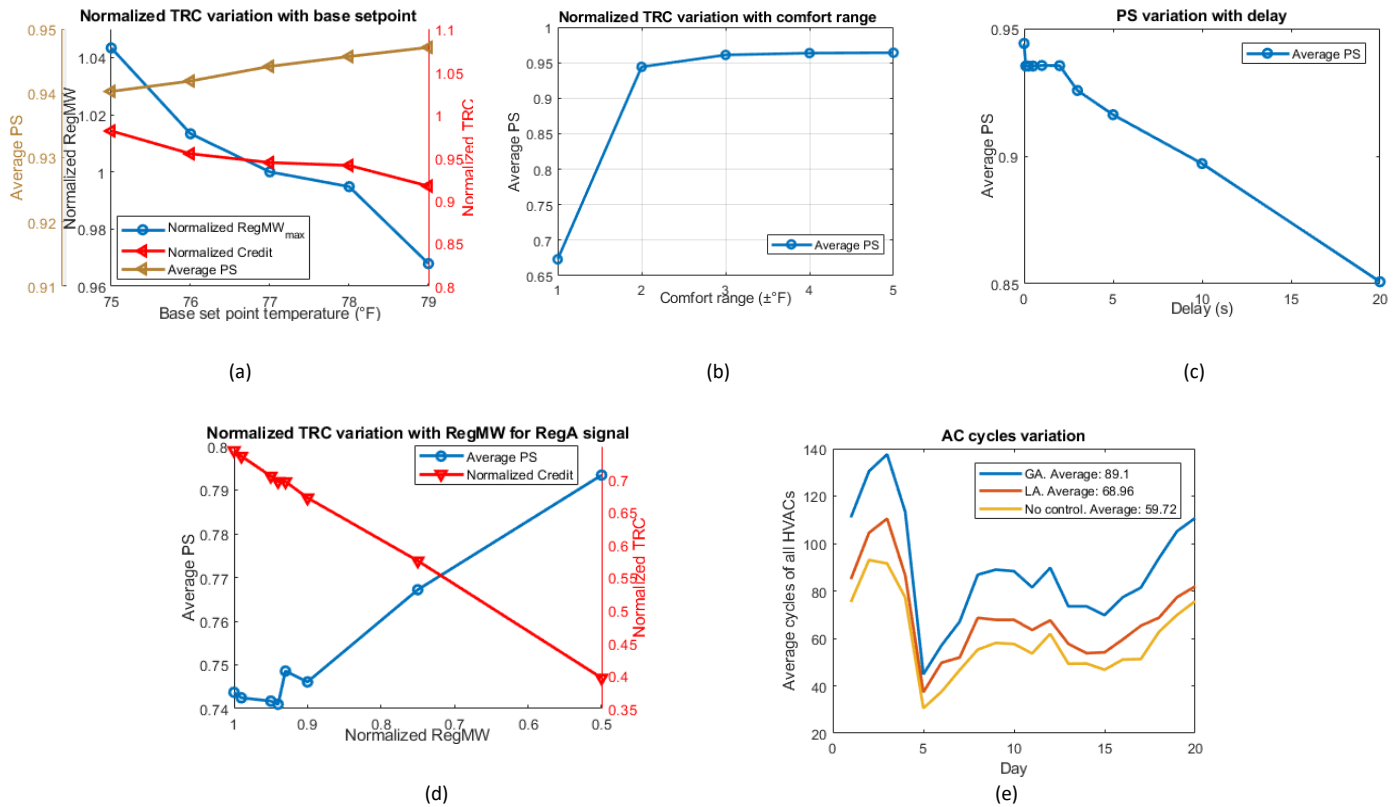 Normalized TRC variation with base setpoint
0.95
0.94
0.93
0.92
0.91
Average PS
1.04
1.02
1
0.98
0.96
Normalized RegMW
1.1
1.05
1
0.95
0.9
0.85
0.8
Normalized TRC
Normalized RegMWmax
Normalized Credit
Average PS
75 76 77 78 79
Base set point temperature (°F)
(a)
Normalized TRC variation with comfort range
1
0.95
0.9
0.85
0.8
0.75
0.7
0.65
Average PS
Average PS
1 2 3 4 5
Comfort range (±°F)
(b)
PS variation with delay
0.95
0.9
0.85
Average PS
Average PS
0 5 10 15 20
Delay (s)
(c)
Normalized TRC variation with RegMW for RegA signal
0.8
0.79
0.78
0.77
0.76
0.75
0.74
Average PS
Average PS
Normalized Credit
0.7
0.65
0.6
0.55
0.5
0.45
0.4
0.35
Normalized TRC
1 0.9 0.8 0.7 0.6 0.5
Normalized RegMW
(d)
AC cycles variation
140
120
100
80
60
40
20
Average cycles of all HVACs
GA. Average: 89.1
LA. Average: 68.96
No control. Average: 59.72
0 5 10 15 20
Day
(e)